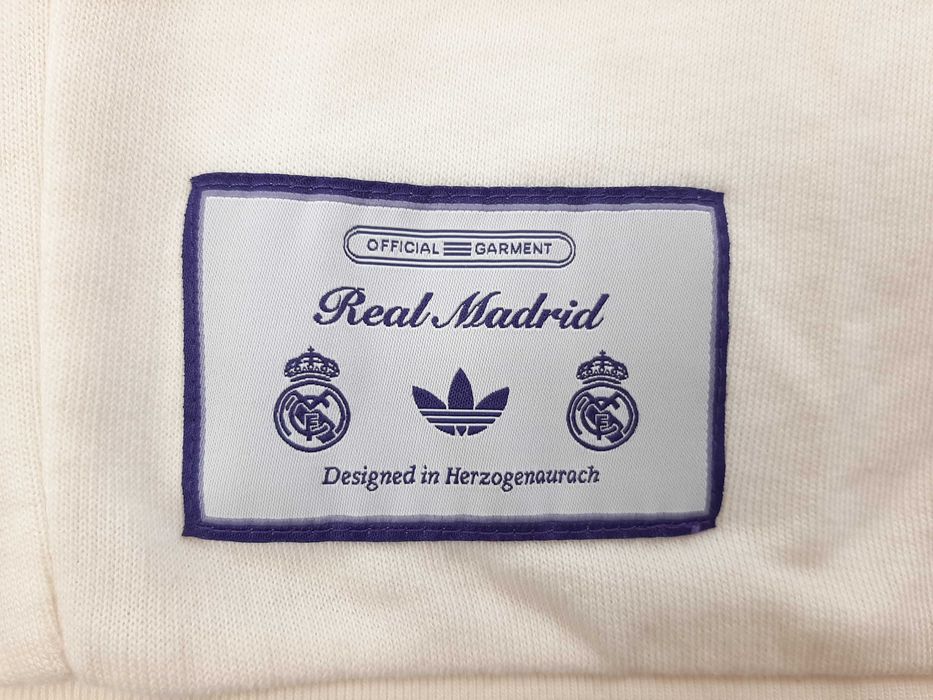 OFFICIAL GARMENT
Real Madrid
Designed in Herzogenaurach